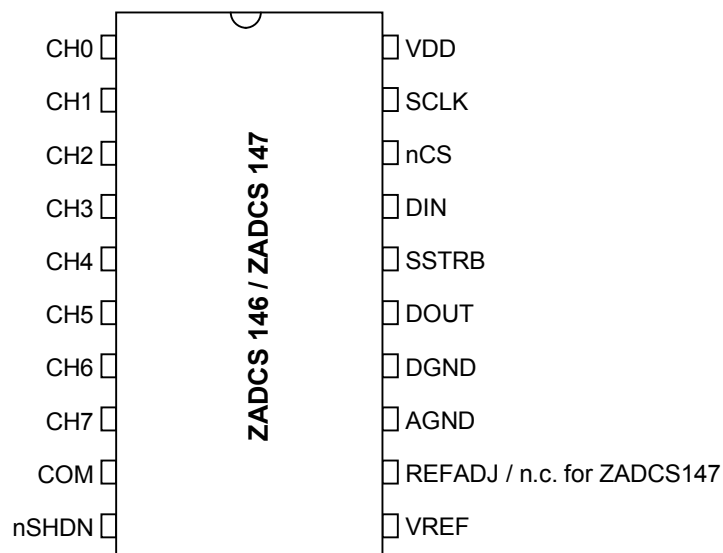 CH0
CH1
CH2
CH3
CH4
CH5
CH6
CH7
COM
nSHDN
ZADCS 146 / ZADCS 147
VDD
SCLK
nCS
DIN
SSTRB
DOUT
DGND
AGND
REFADJ / n.c. for ZADCS147
VREF